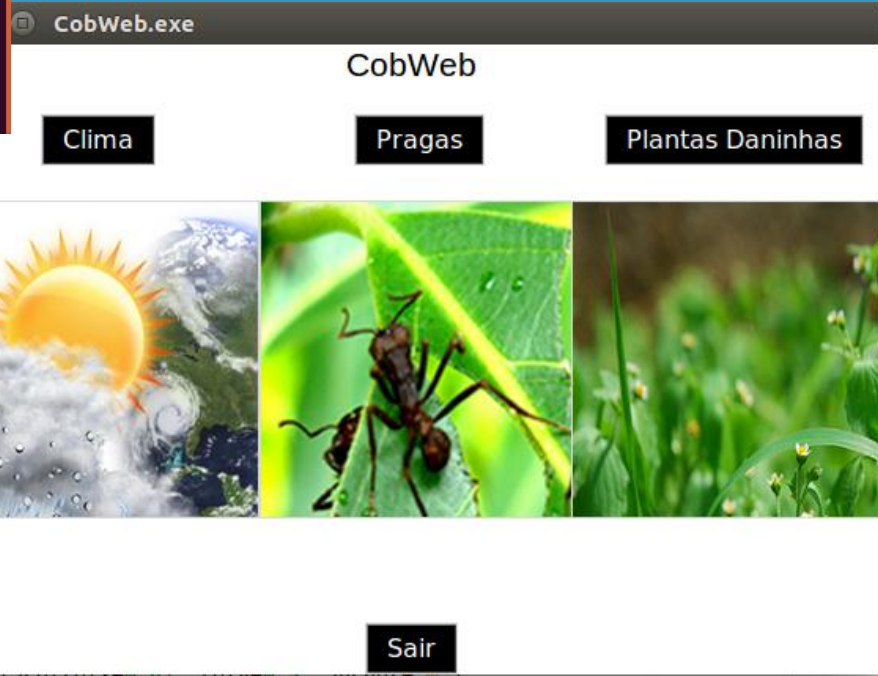 CobWeb.exe
CobWeb
Clima
Pragas
Plantas Daninhas
Sair